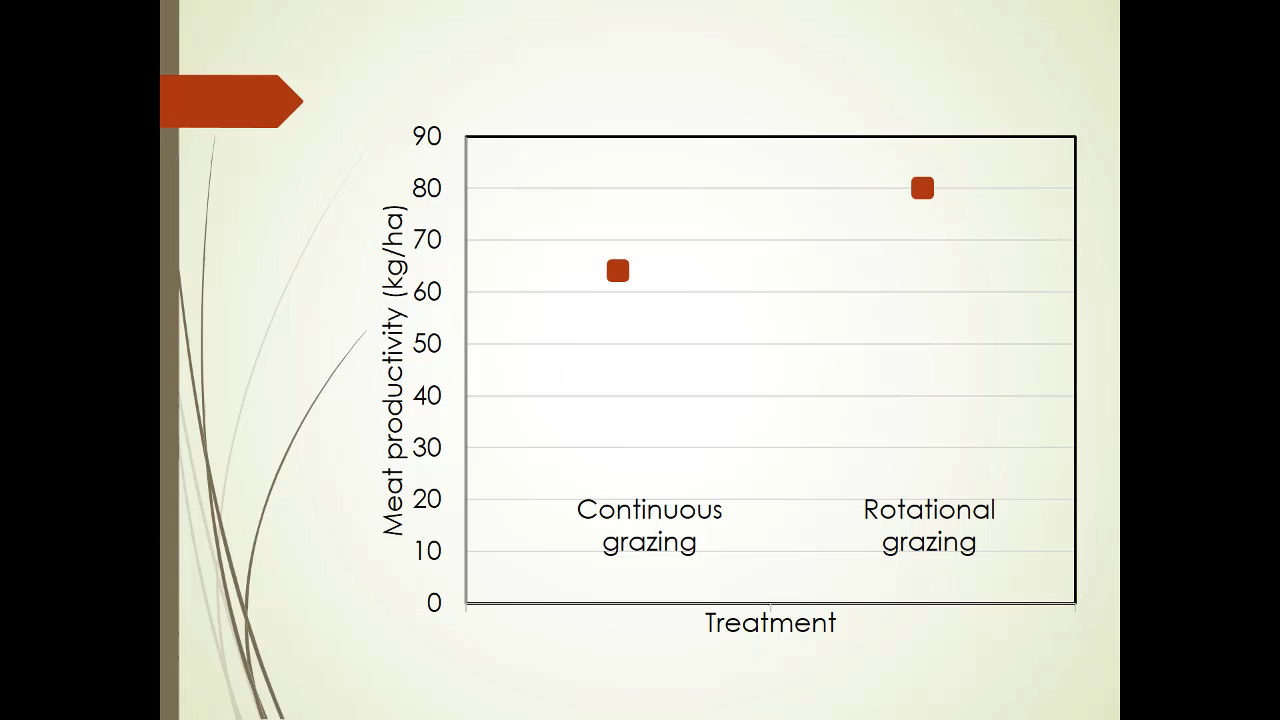 90
80
70
60
50
40
30
20
10
0
Meat productivity (kg/ha)
Continuous
grazing
Rotational
grazing
Treatment